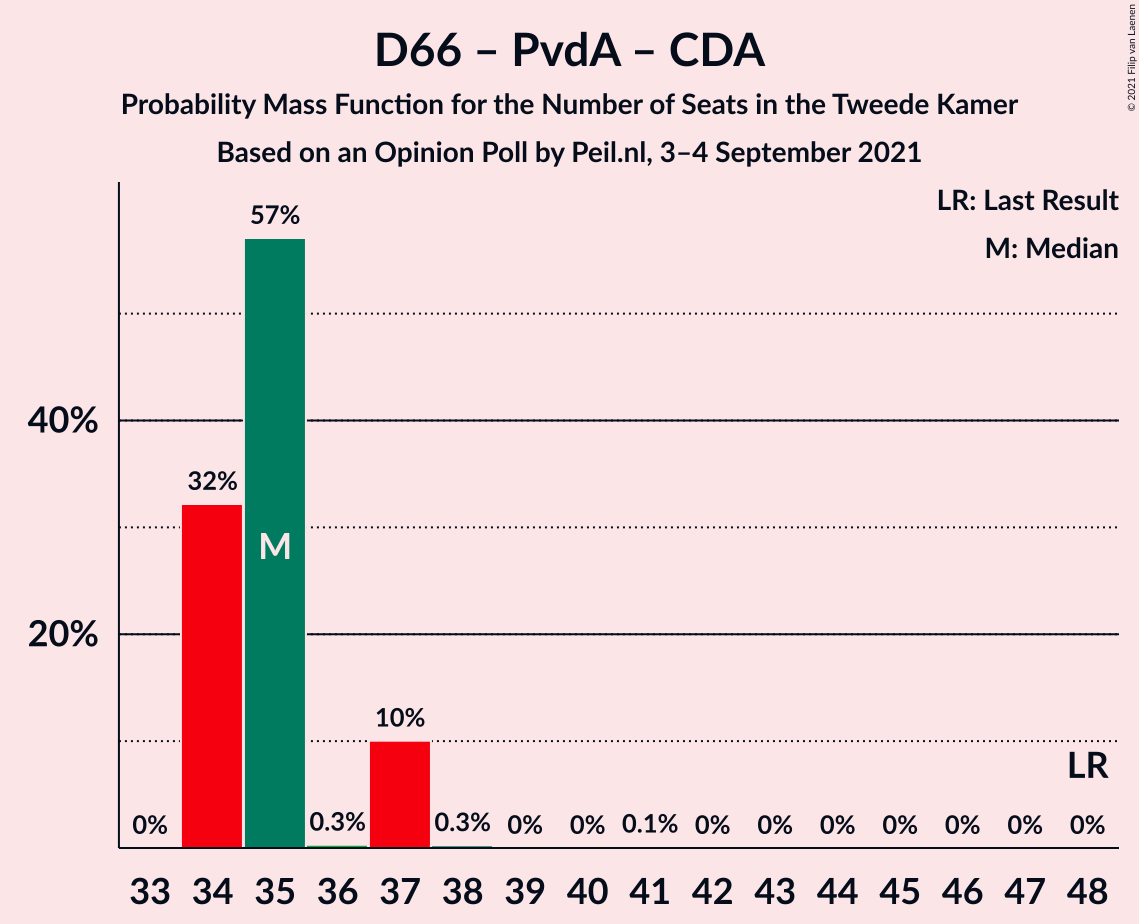 D66 – PvdA – CDA
Probability Mass Function for the Number of Seats in the Tweede Kamer
Based on an Opinion Poll by Peil.nl, 3–4 September 2021
© 2021 Filip van Laenen
LR: Last Result
M: Median
57%
40%
32%
M
20%
10%
LR
0% 0.3% 0.3% 0% 0% 0.1% 0% 0% 0% 0% 0% 0% 0%
33 34 35 36 37 38 39 40 41 42 43 44 45 46 47 48